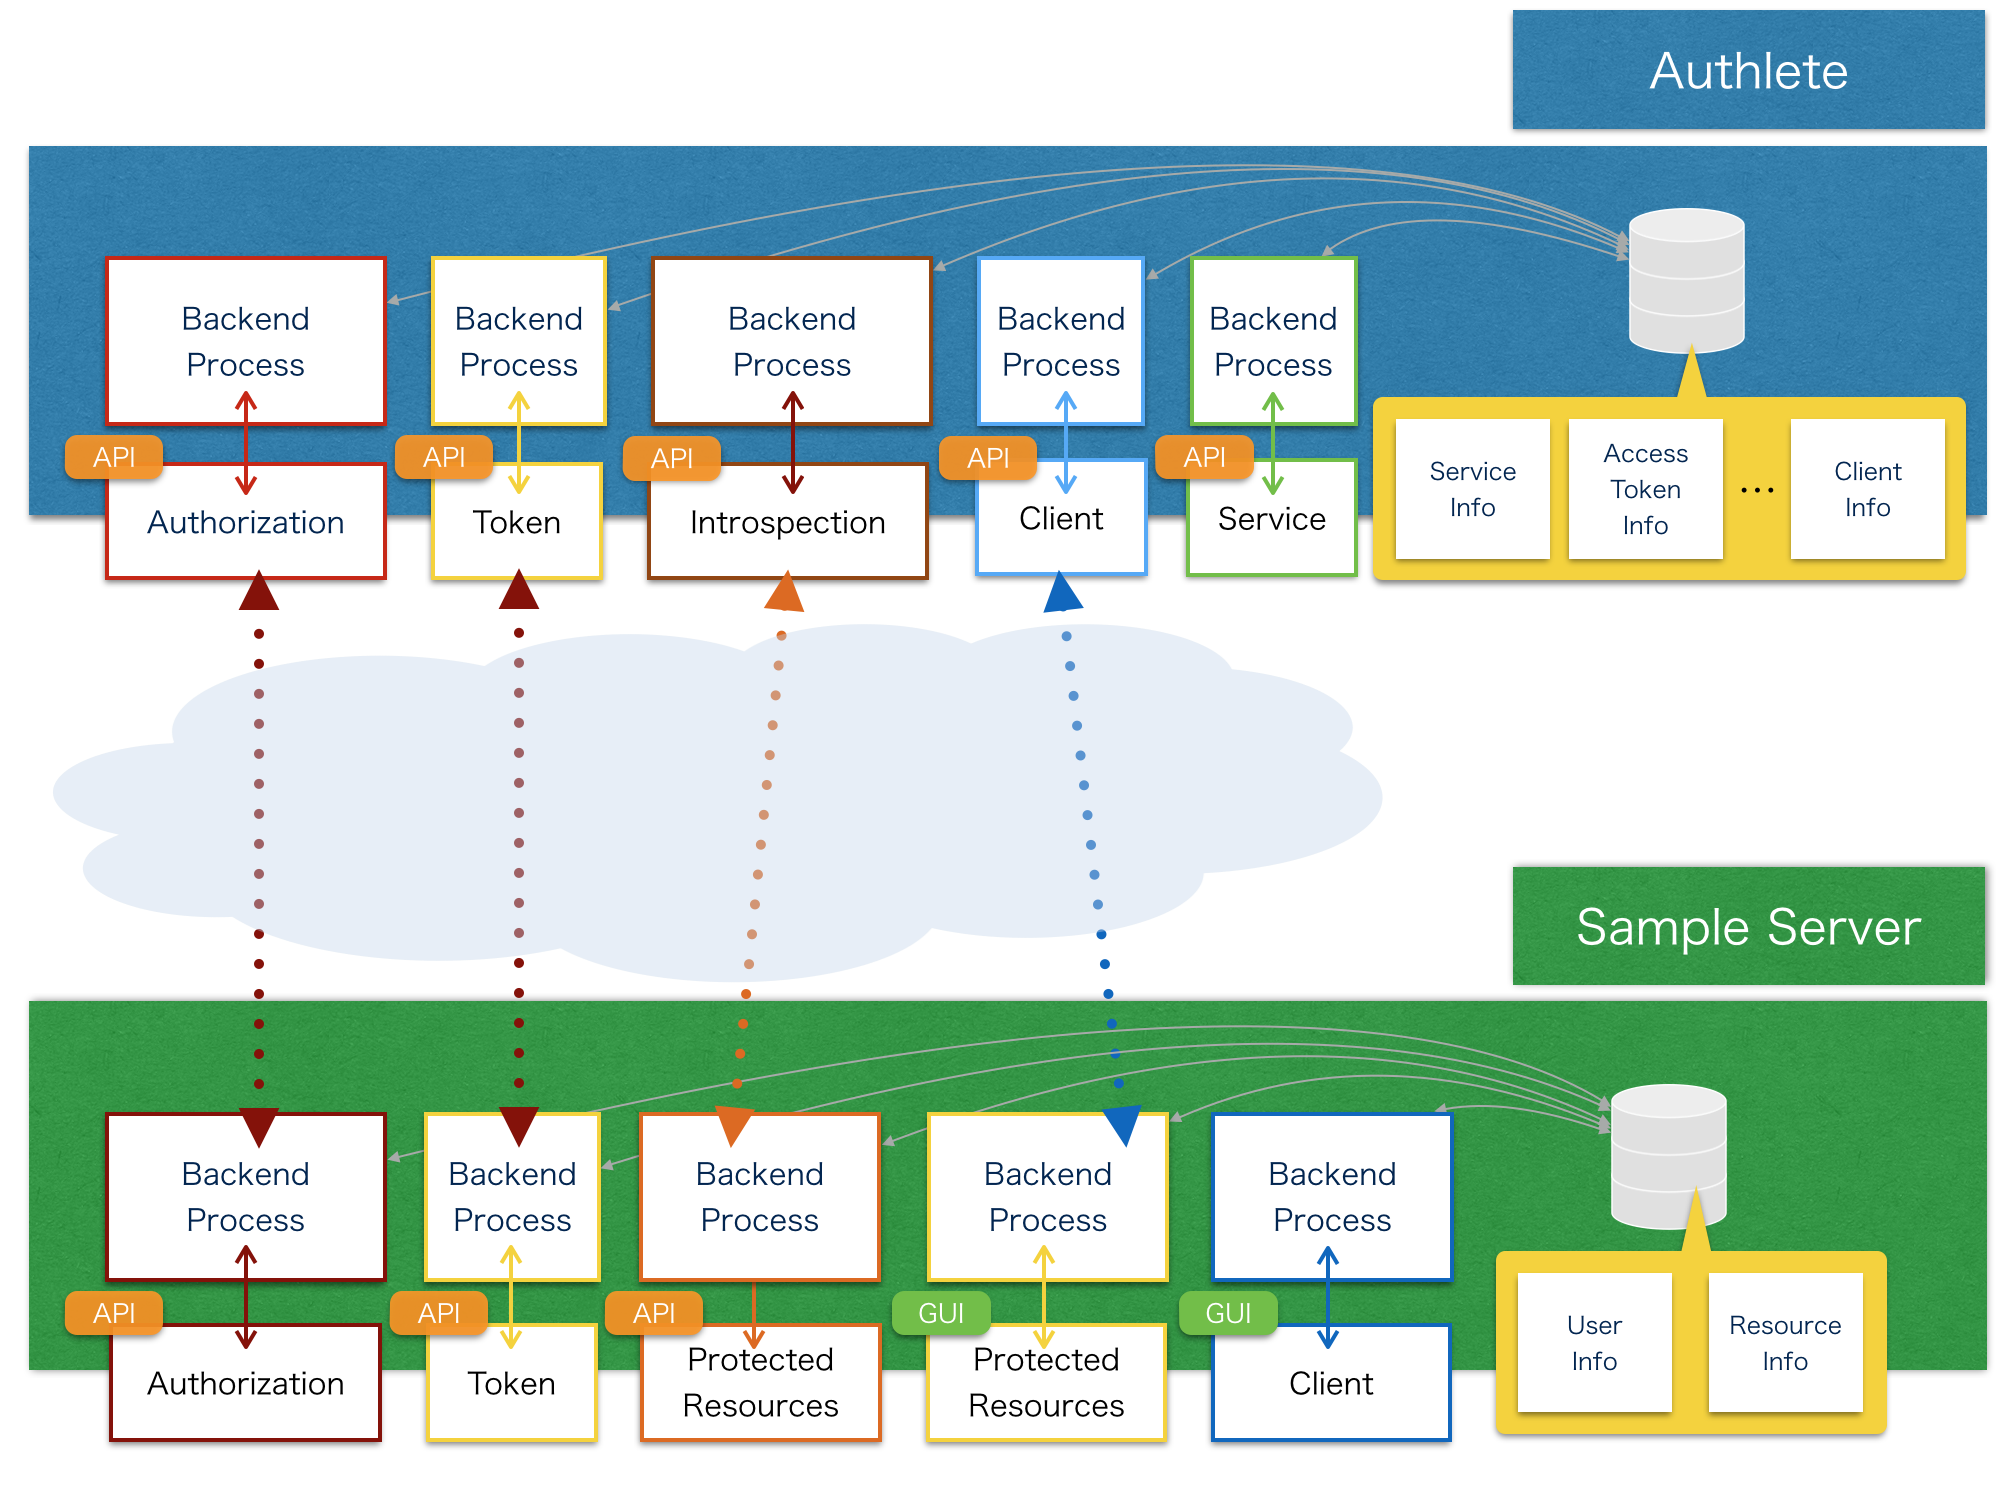 Authlete
Backend
Process
Backend
Process
Backend
Process
Backend
Process
Backend
Process
API
API
API
API
API
Authorization
Token
Introspection
Client
Service
Service
Info
Access
Token
Info
...
Client
Info
Sample Server
Backend
Process
Backend
Process
Backend
Process
Backend
Process
Backend
Process
API
API
API
GUI
GUI
Authorization
Token
Protected
Resources
Protected
Resources
Client
User
Info
Resource
Info